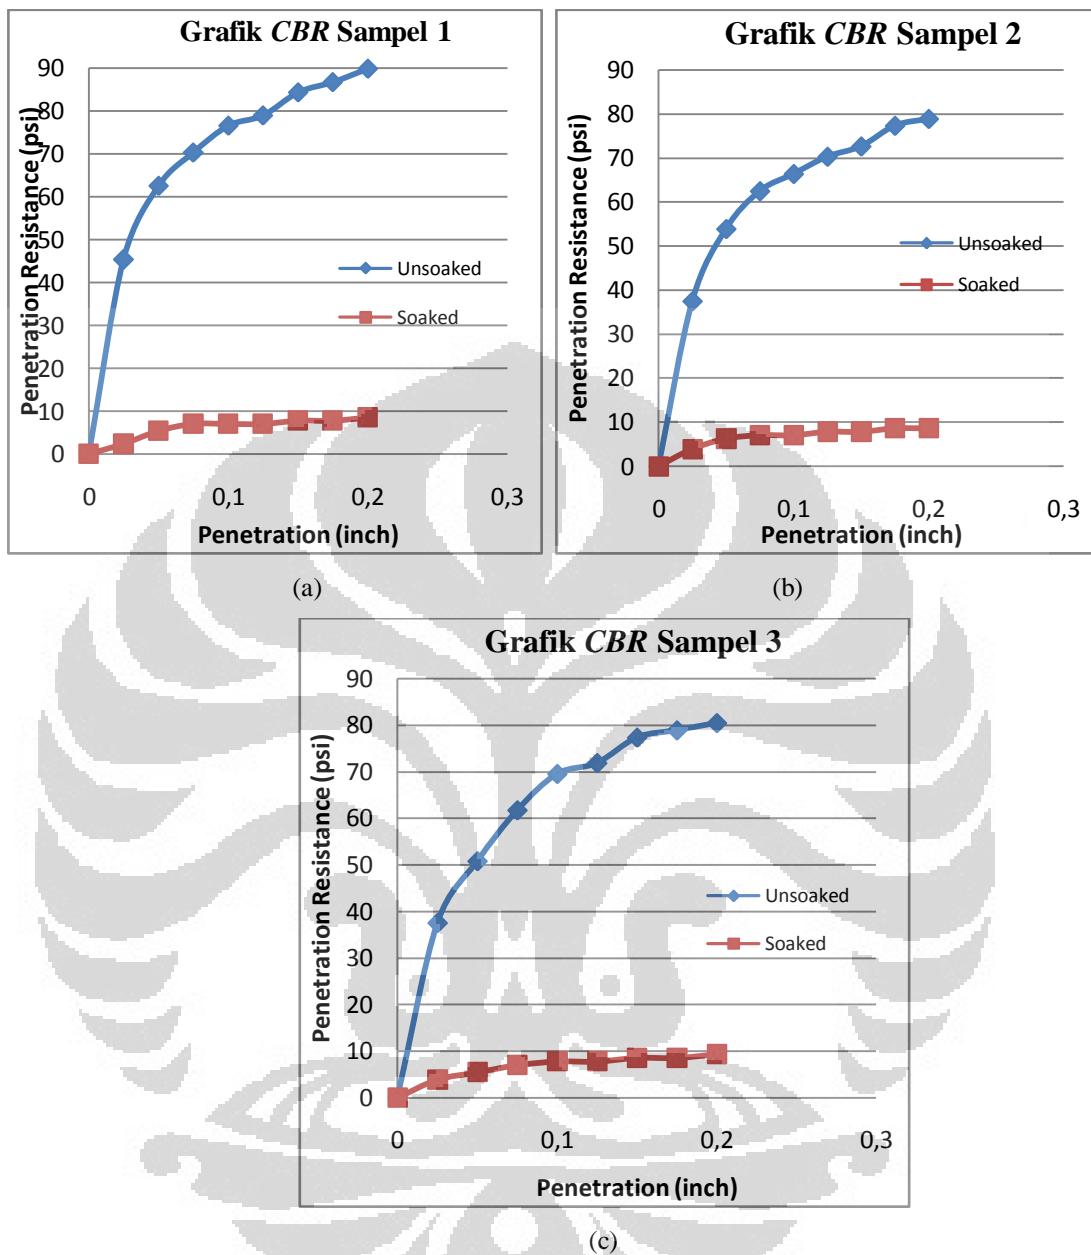 Grafik CBR Sampel 1
90
80
70
60
50
40
30
20
10
0
Penetration Resistance (psi)
Unsoaked
Soaked
0 0,1 0,2 0,3
Penetration (inch)
(a)
Grafik CBR Sampel 2
90
80
70
60
50
40
30
20
10
0
Penetration Resistance (psi)
Unsoaked
Soaked
0 0,1 0,2 0,3
Penetration (inch)
(b)
Grafik CBR Sampel 3
90
80
70
60
50
40
30
20
10
0
Penetration Resistance (psi)
Unsoaked
Soaked
0 0,1 0,2 0,3
Penetration (inch)
(c)